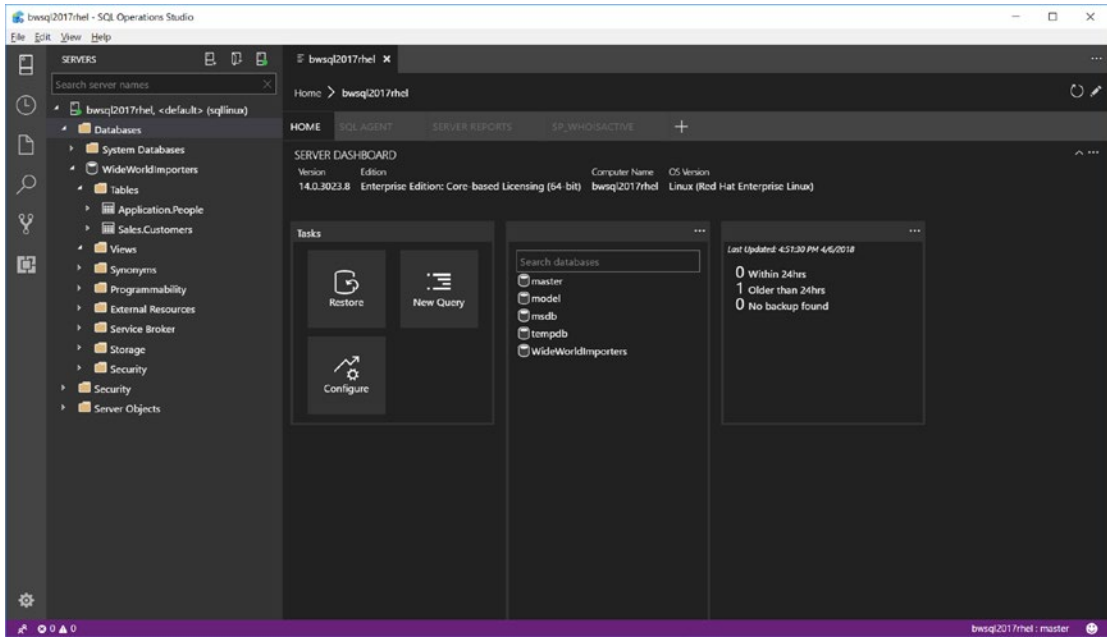 bwsql2017rhel - SQL Operations Studio
File Edit View Help
SERVERS
Search server names
bwsql2017rhel, <default> (sqllinux)
Databases
System Databases
WideWorldImporters
Tables
Application.People
Sales.Customers
Views
Synonyms
Programmability
External Resources
Service Broker
Storage
Security
Security
Server Objects
bwsql2017rhel
Home > bwsql2017rhel
HOME SQL AGENT SERVER REPORTS SP_WHOISACTIVE +
SERVER DASHBOARD
Version Edition Computer Name OS Version
14.0.3023.8 Enterprise Edition: Core-based Licensing (64-bit) bwsql2017rhel Linux (Red Hat Enterprise Linux)
Tasks
Restore
New Query
Configure
Search databases
master
model
msdb
tempdb
WideWorldImporters
Last Updated: 4:51:30 PM 4/6/2018
0 Within 24hrs
1 Older than 24hrs
0 No backup found
0 0
bwsql2017rhel : master